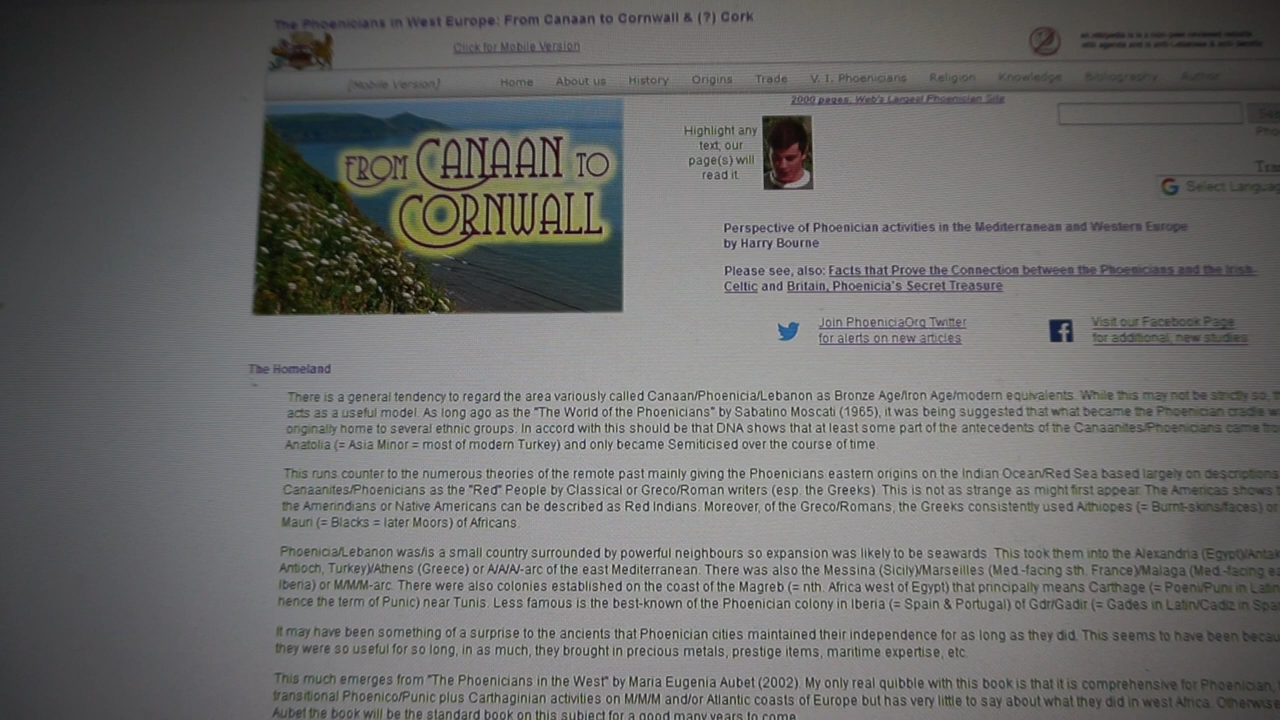 The Phoenicians in West Europe: From Canaan to Cornwall & (?) Cork
Click for Mobile Version
[Mobile Version] Home About us History Origins Trade V. I. Phoenicians Religion Knowledge Bibliography Author
2000 pages, Web's Largest Phoenician Site
FROM CANAAN TO
CORNWALL
Highlight any
text; our
page(s) will
read it.
Select Langua
Perspective of Phoenician activities in the Mediterranean and Western Europe
by Harry Bourne
Please see, also: Facts that Prove the Connection between the Phoenicians and the Irish-
Celtic and Britain, Phoenicia's Secret Treasure
Join PhoeniciaOrg Twitter
for alerts on new articles
Visit our Facebook Page
for additional, new studies
The Homeland
There is a general tendency to regard the area variously called Canaan/Phoenicia/Lebanon as Bronze Age/Iron Age/modern equivalents. While this may not be strictly so,
acts as a useful model. As long ago as the "The World of the Phoenicians" by Sabatino Moscati (1965), it was being suggested that what became the Phoenician cradle
originally home to several ethnic groups. In accord with this should be that DNA shows that at least some part of the antecedents of the Canaanites/Phoenicians came
Anatolia (= Asia Minor = most of modern Turkey) and only became Semiticised over the course of time.
This runs counter to the numerous theories of the remote past mainly giving the Phoenicians eastern origins on the Indian Ocean/Red Sea based largely on descriptions
Canaanites/Phoenicians as the "Red" People by Classical or Greco/Roman writers (esp. the Greeks). This is not as strange as might first appear. The Americas shows
the Amerindians or Native Americans can be described as Red Indians. Moreover, of the Greco/Romans, the Greeks consistently used Aithiopes (= Burnt-skins/faces) of
Mauri (= Blacks = later Moors) of Africans.
Phoenicia/Lebanon was/is a small country surrounded by powerful neighbours so expansion was likely to be seawards. This took them into the Alexandria (Egypt)/Antak
Antioch, Turkey)/Athens (Greece) or A/A/A/-arc of the east Mediterranean. There was also the Messina (Sicily)/Marseilles (Med.-facing sth. France)/Malaga (Med.-facing ea
Iberia) or M/M/M-arc. There were also colonies established on the coast of the Magreb (= nth. Africa west of Egypt) that principally means Carthage (= Poeni/Puni in Latin
hence the term of Punic) near Tunis. Less famous is the best-known of the Phoenician colony in Iberia (= Spain & Portugal) of Gdr/Gadir (= Gades in Latin/Cadiz in Spa
It may have been something of a surprise to the ancients that Phoenician cities maintained their independence for as long as they did. This seems to have been becau
they were so useful for so long, in as much, they brought in precious metals, prestige items, maritime expertise, etc.
This much emerges from "The Phoenicians in the West" by Maria Eugenia Aubet (2002). My only real quibble with this book is that it is comprehensive for Phoenician,
transitional Phoenico/Punic plus Carthaginian activities on M/M/M and/or Atlantic coasts of Europe but has very little to say about what they did in west Africa. Otherwise
Aubet the book will be the standard book on this subject for a good many years to come.